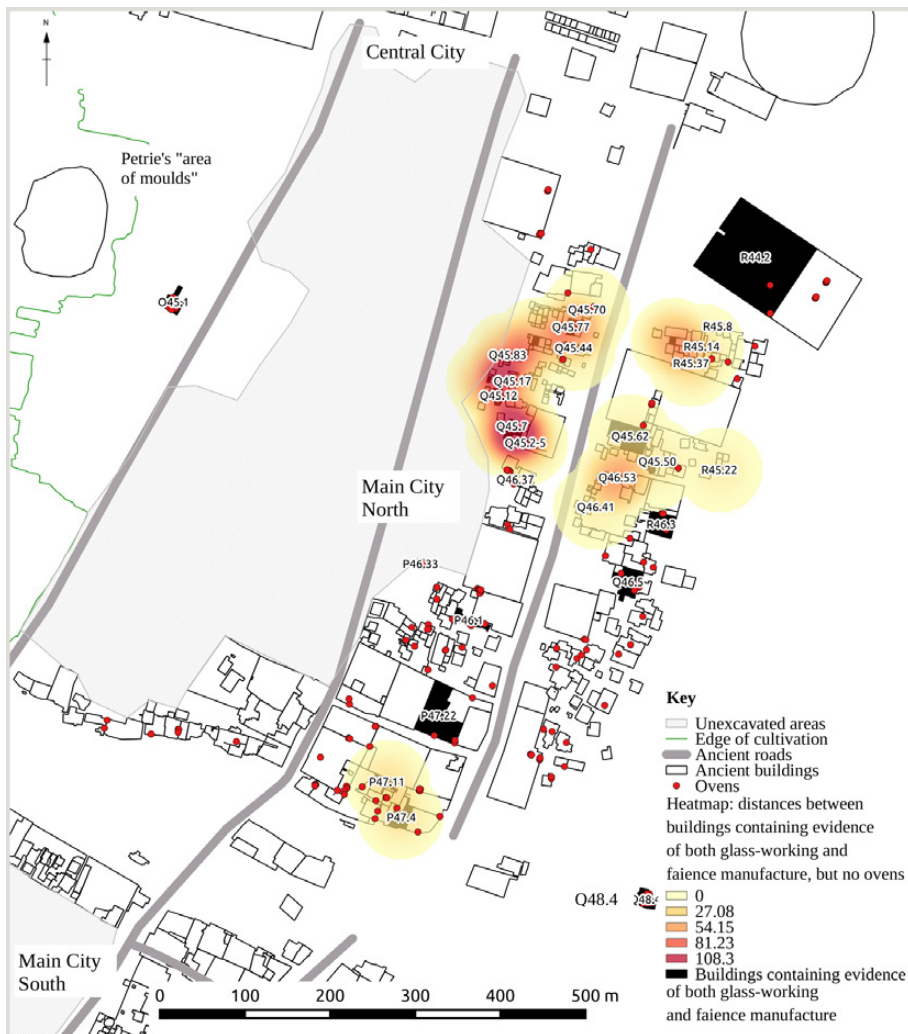 N
Central City
Petrie's "area
of moulds"
R44.2
O45.1
Q45.70
Q45.77
R45.8
Q45.44
R45.14
Q45.83
R45.37
Q45.17
Q45.12
Q45.7
Q45.62
Q45.2-5
Q45.50
R45.22
Q46.37
Q46.53
Main City
North
Q46.41
R46.3
P46.33
Q46.5
P46.1
P47.22
P47.11
P47.4
Q48.4
Q48.4
Main City
South
0 100 200 300 400 500 m
Key
Unexcavated areas
Edge of cultivation
Ancient roads
Ancient buildings
Ovens
Heatmap: distances between
buildings containing evidence
of both glass-working and
faience manufacture, but no ovens
0
27.08
54.15
81.23
108.3
Buildings containing evidence
of both glass-working
and faience manufacture